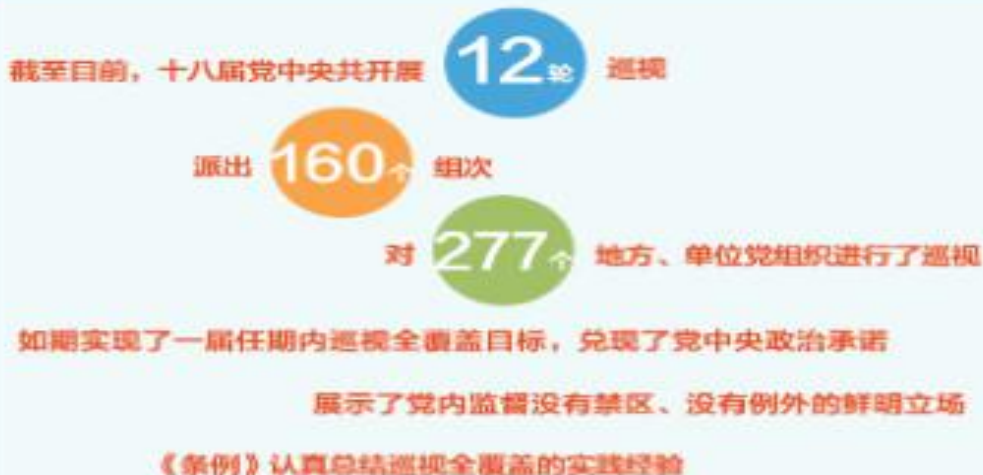 截至目前，十八届党中央共开展 12轮 巡视
派出 160个 组次
对 277个 地方、单位党组织进行了巡视
如期实现了一届任期内巡视全覆盖目标，兑现了党中央政治承诺
展示了党内监督没有禁区、没有例外的鲜明立场
《条例》认真总结巡视全覆盖的实践经验